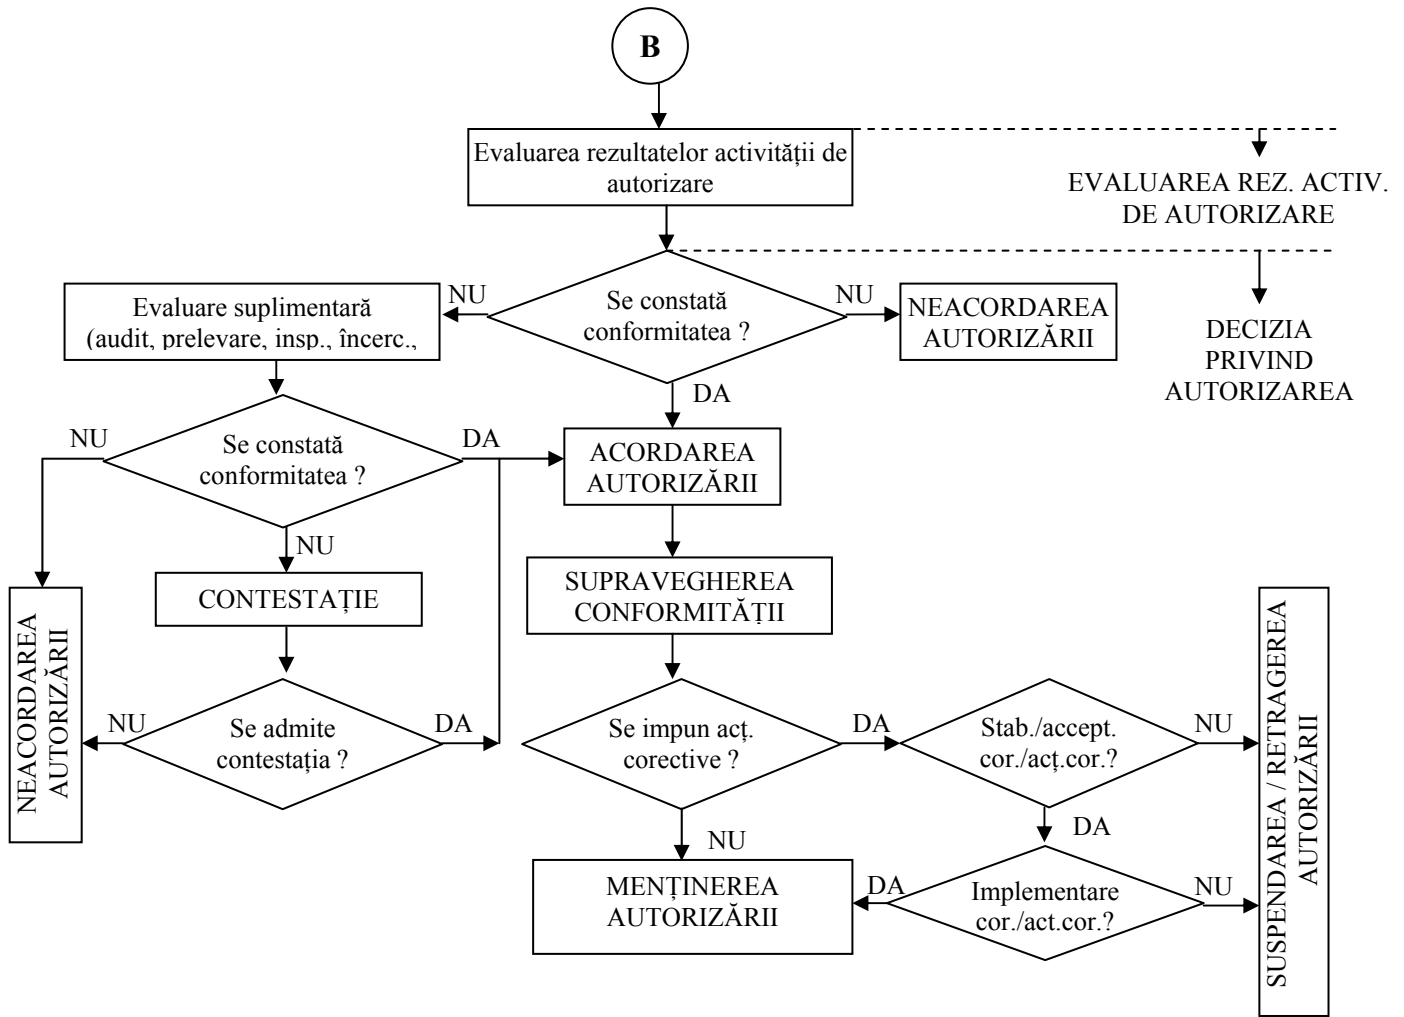 B
Evaluarea rezultatelor activității de
autorizare
EVALUAREA REZ. ACTIV.
DE AUTORIZARE
Evaluare suplimentară
(audit, prelevare, insp., încerc.,
NU
Se constată
conformitatea ?
NU
NEACORDAREA
AUTORIZĂRII
DECIZIA
PRIVIND
AUTORIZAREA
DA
NU
Se constată
conformitatea ?
DA
ACORDAREA
AUTORIZĂRII
NU
CONTESTAȚIE
SUPRAVEGHEREA
CONFORMITĂȚII
NEACORDAREA
AUTORIZĂRII
NU
Se admite
contestația ?
DA
Se impun acț.
corective ?
DA
Stab./accept.
cor./acț.cor.?
NU
SUSPENDAREA / RETRAGEREA
AUTORIZĂRII
NU
DA
MENȚINEREA
AUTORIZĂRII
DA
Implementare
cor./act.cor.?
NU